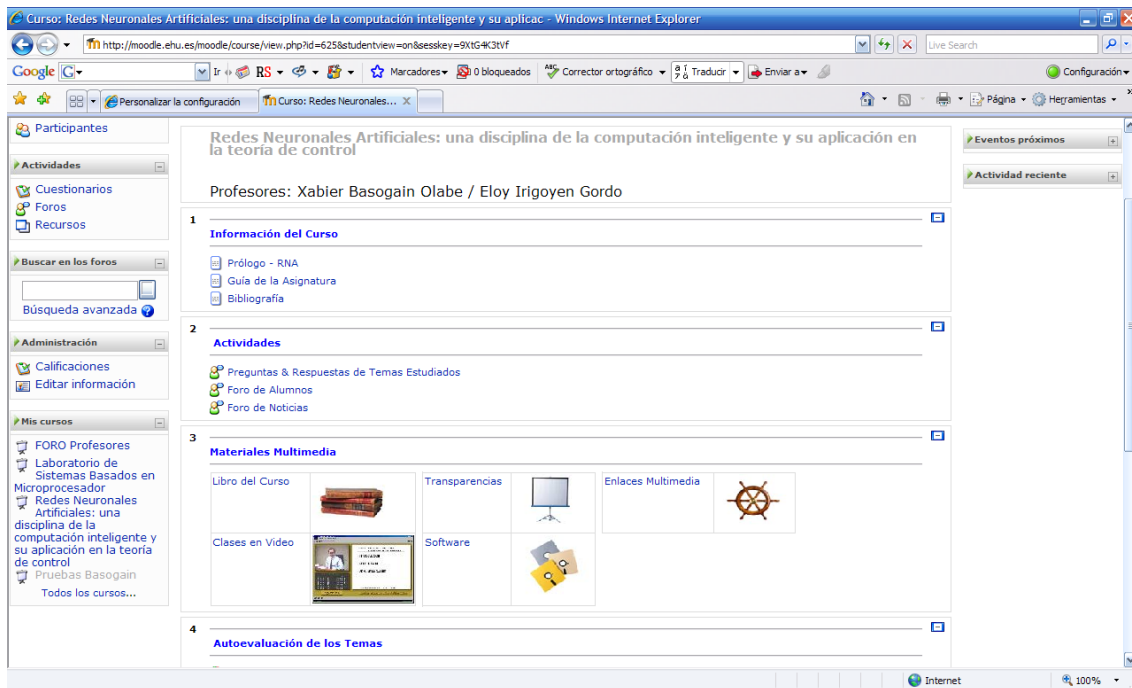 Curso: Redes Neuronales Artificiales: una disciplina de la computación inteligente y su aplicac - Windows Internet Explorer
http://moodle.ehu.es/moodle/course/view.php?id=625&studentview=on&sesskey=9XtG4K3tVf
Live Search
Google
G
Ir
RS
Marcadores
0 bloqueados
Corrector ortográfico
Traducir
Enviar a
Configuración
Personalizar la configuración
Curso: Redes Neuronales...
Página
Herramientas
Participantes
Actividades
Cuestionarios
Foros
Recursos
Buscar en los foros
Búsqueda avanzada
Administración
Calificaciones
Editar información
Mis cursos
FORO Profesores
Laboratorio de
Sistemas Basados en
Microprocesador
Redes Neuronales
Artificiales: una
disciplina de la
computación inteligente y
su aplicación en la teoría
de control
Pruebas Basogain
Todos los cursos...
Redes Neuronales Artificiales: una disciplina de la computación inteligente y su aplicación en
la teoría de control
Profesores: Xabier Basogain Olabe / Eloy Irigoyen Gordo
1
Información del Curso
Prólogo - RNA
Guía de la Asignatura
Bibliografía
2
Actividades
Preguntas & Respuestas de Temas Estudiados
Foro de Alumnos
Foro de Noticias
3
Materiales Multimedia
Libro del Curso
Transparencias
Enlaces Multimedia
Clases en Video
Software
4
Autoevaluación de los Temas
Eventos próximos
Actividad reciente
Internet
100%